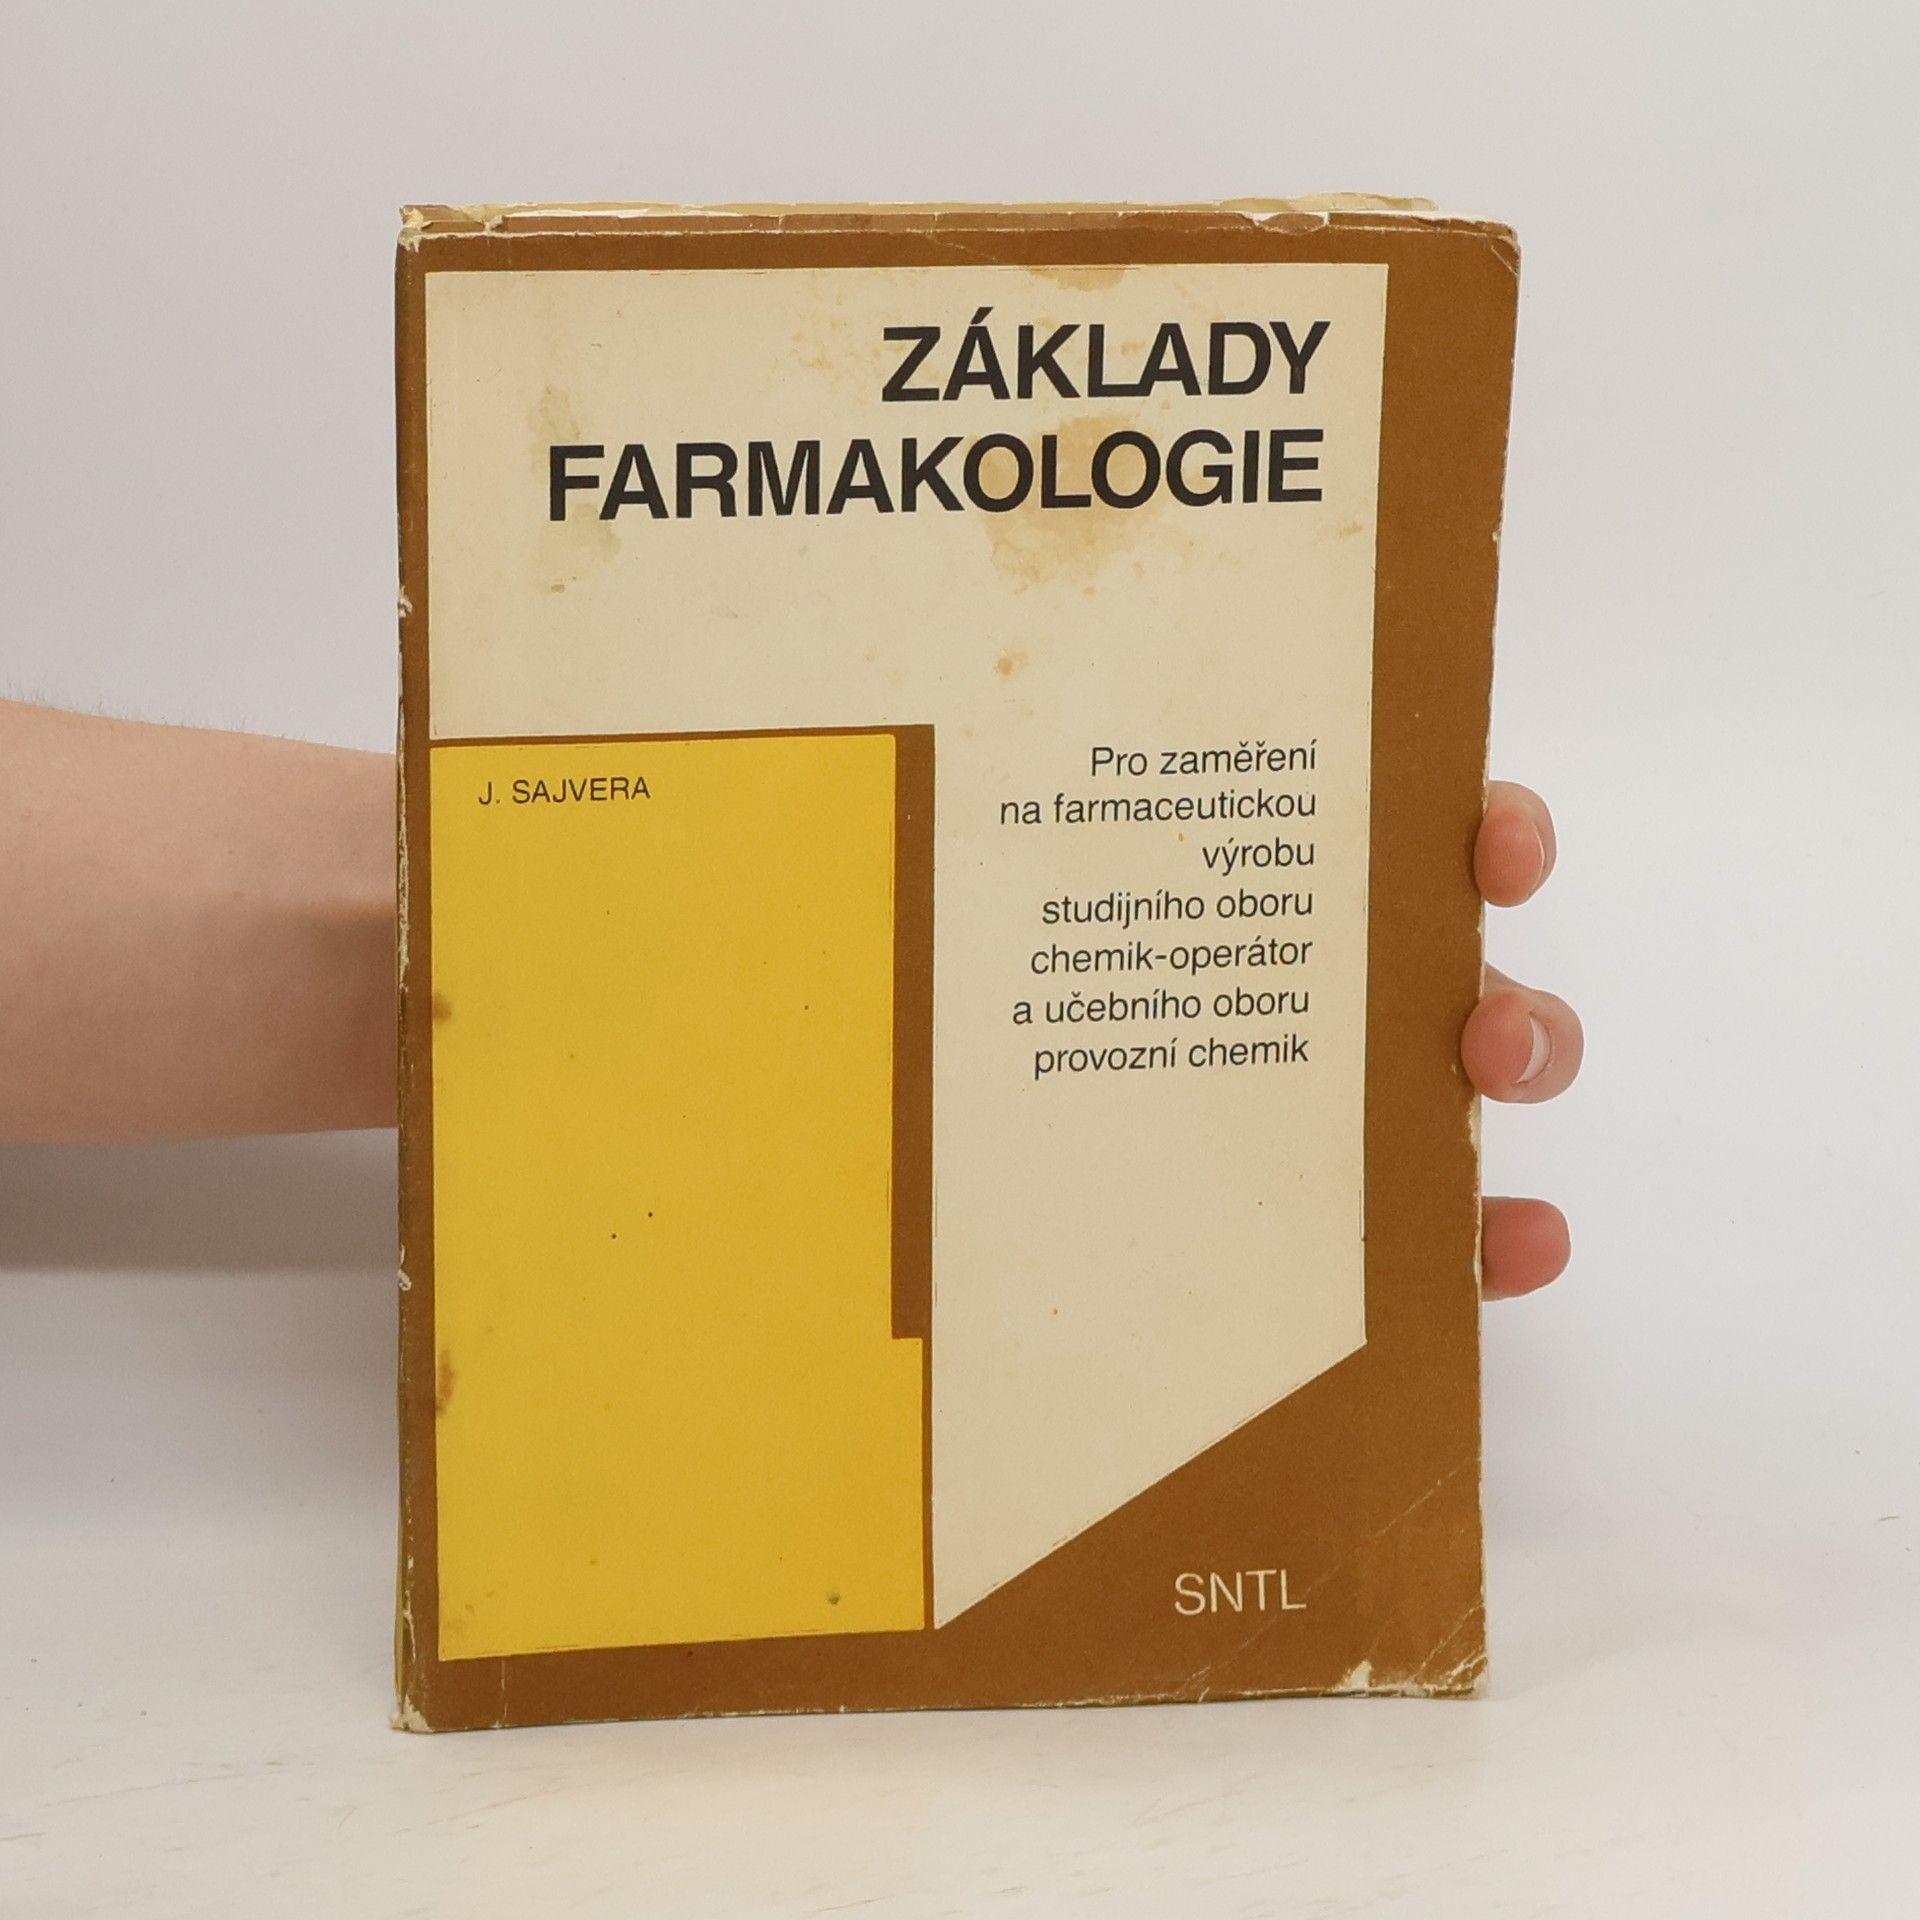 ZÁKLADY
FARMAKOLOGIE
J. SAJVERA
Pro zaměření
na farmaceutickou
výrobu
studijního oboru
chemik-operátor
a učebního oboru
provozní chemik
SNTL